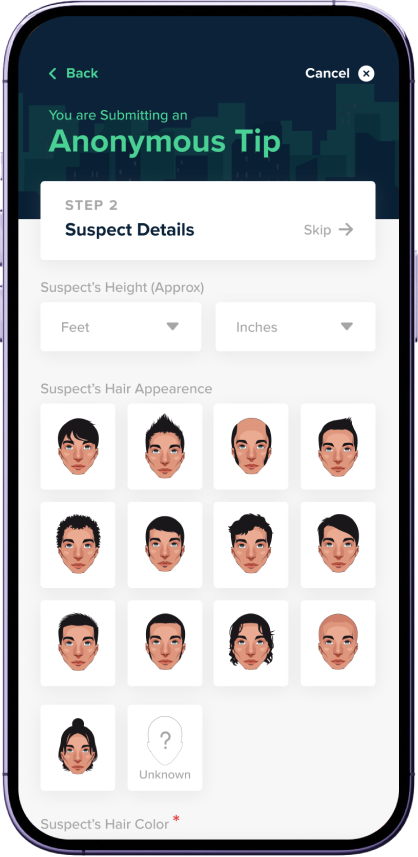 Back
Cancel
You are Submitting an
Anonymous Tip
STEP 2
Suspect Details
Skip
Suspect's Height (Approx)
Feet
Inches
Suspect's Hair Appearence
?
Unknown
Suspect's Hair Color *